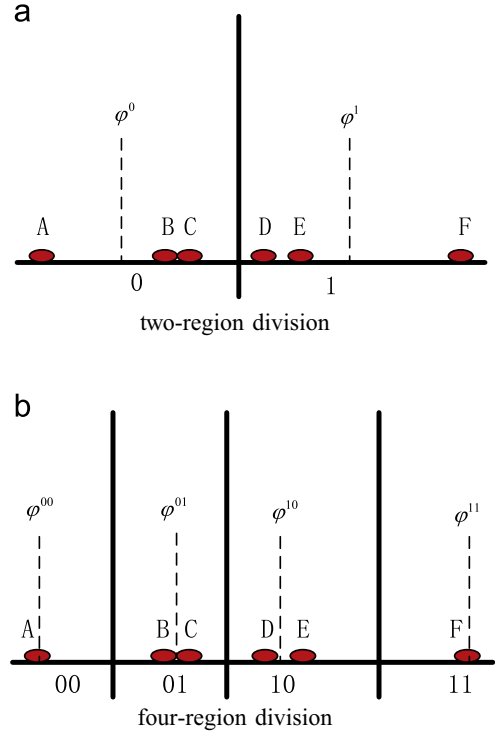 a
φ⁰ φ¹
A B C D E F
0 1
two-region division
b
φ⁰⁰ φ⁰¹ φ¹⁰ φ¹¹
A B C D E F
00 01 10 11
four-region division